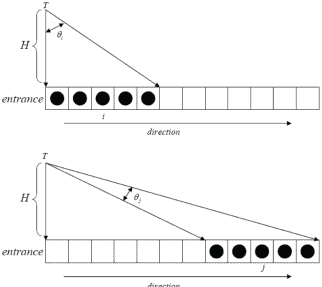 T
H
θi
entrance
i
direction
T
H
θj
entrance
j
direction